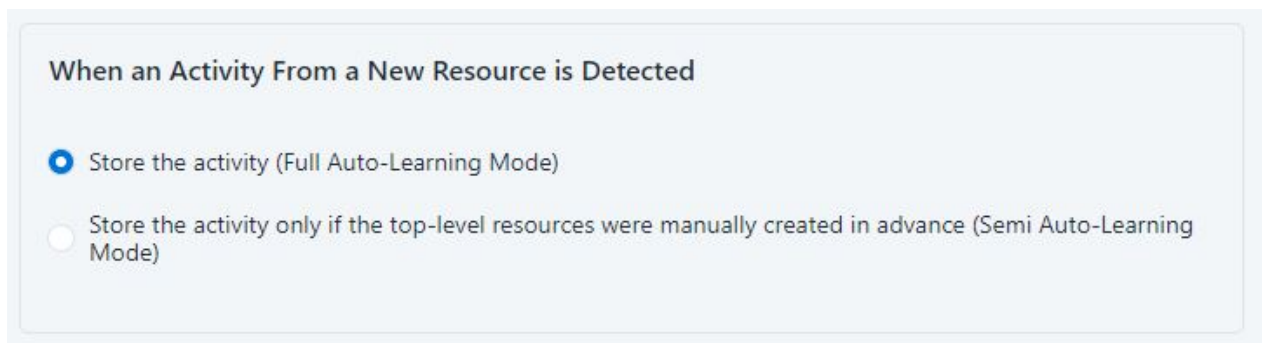 When an Activity From a New Resource is Detected
Store the activity (Full Auto-Learning Mode)
Store the activity only if the top-level resources were manually created in advance (Semi Auto-Learning
Mode)